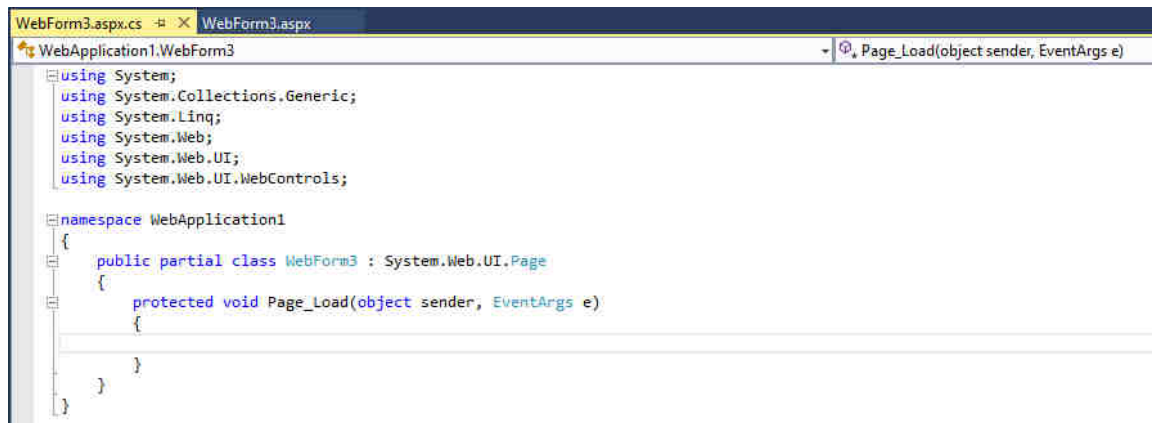 WebForm3.aspx.cs WebForm3.aspx
WebApplication1.WebForm3 Page_Load(object sender, EventArgs e)
using System;
using System.Collections.Generic;
using System.Linq;
using System.Web;
using System.Web.UI;
using System.Web.UI.WebControls;
namespace WebApplication1
{
public partial class WebForm3 : System.Web.UI.Page
{
protected void Page_Load(object sender, EventArgs e)
{
}
}
}